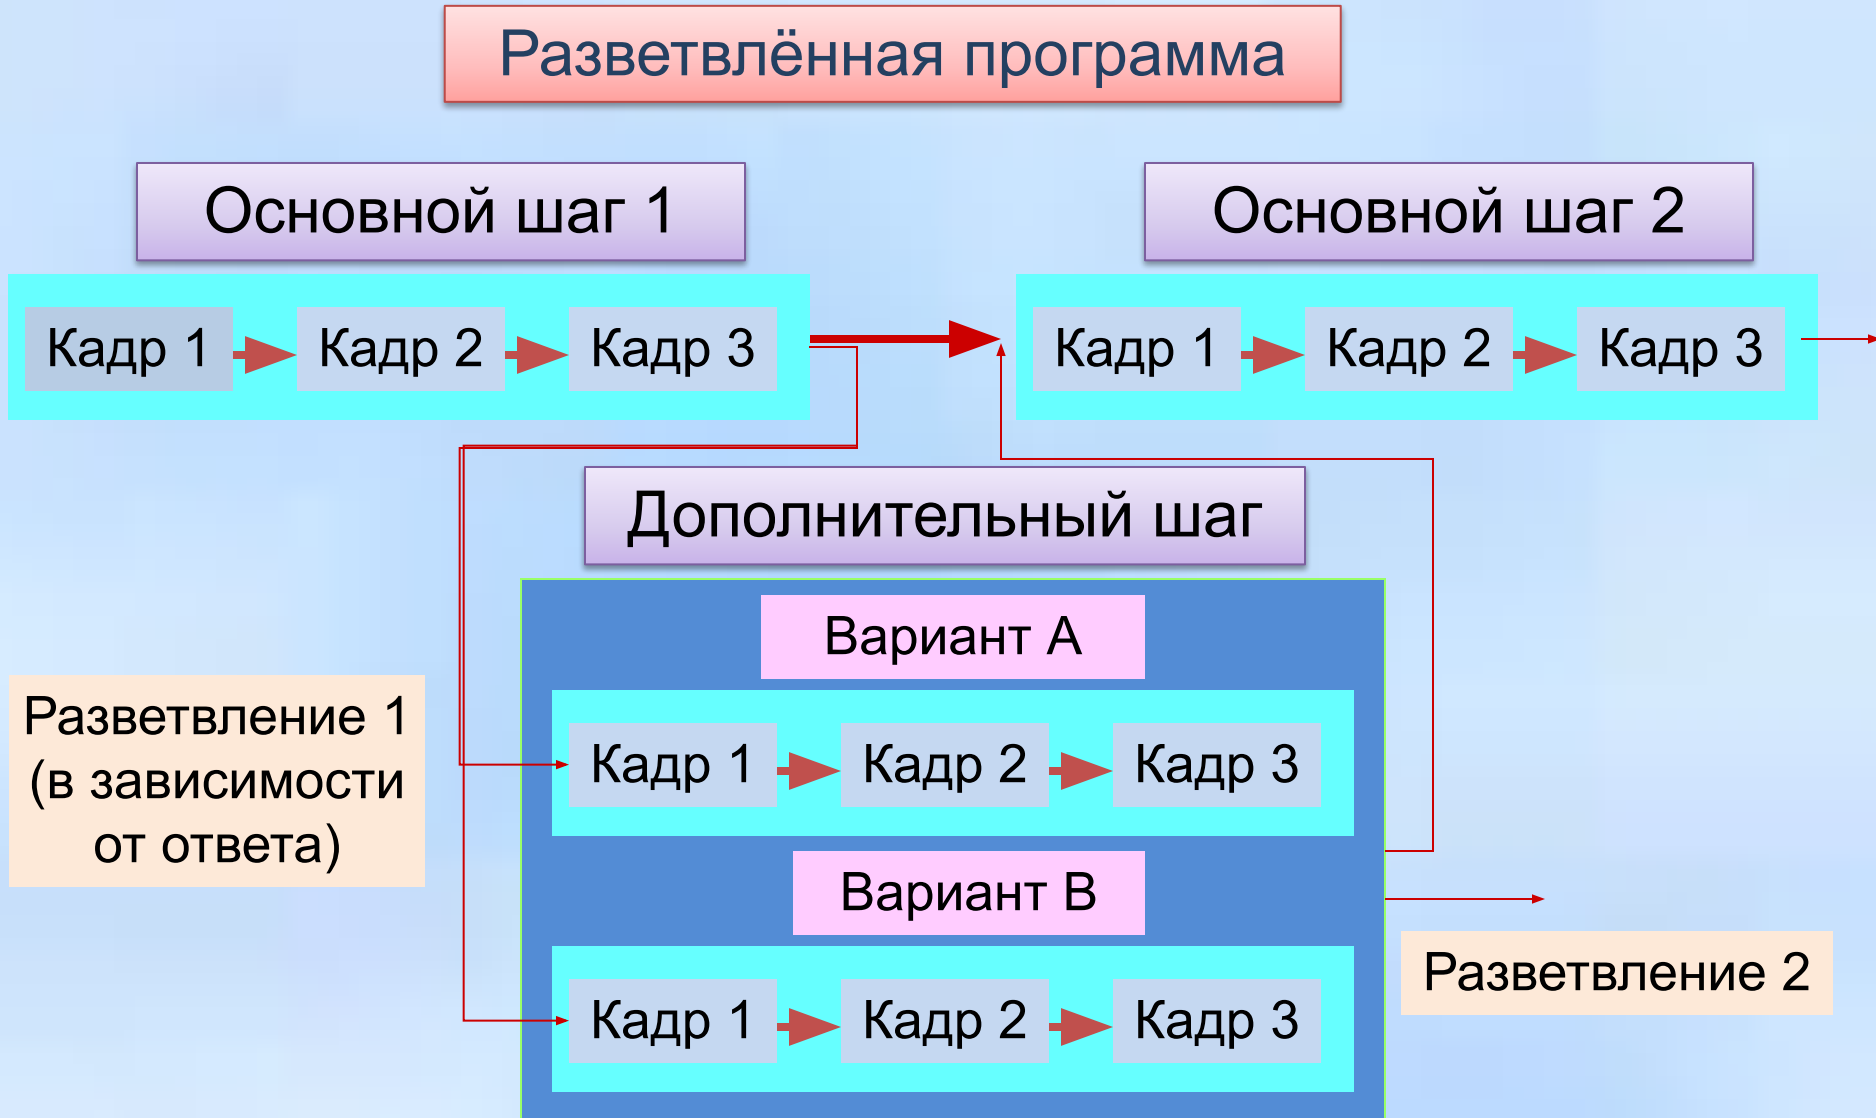 Разветвлённая программа
Основной шаг 1
Основной шаг 2
Кадр 1
Кадр 2
Кадр 3
Кадр 1
Кадр 2
Кадр 3
Дополнительный шаг
Вариант А
Разветвление 1
(в зависимости
от ответа)
Кадр 1
Кадр 2
Кадр 3
Вариант В
Разветвление 2
Кадр 1
Кадр 2
Кадр 3